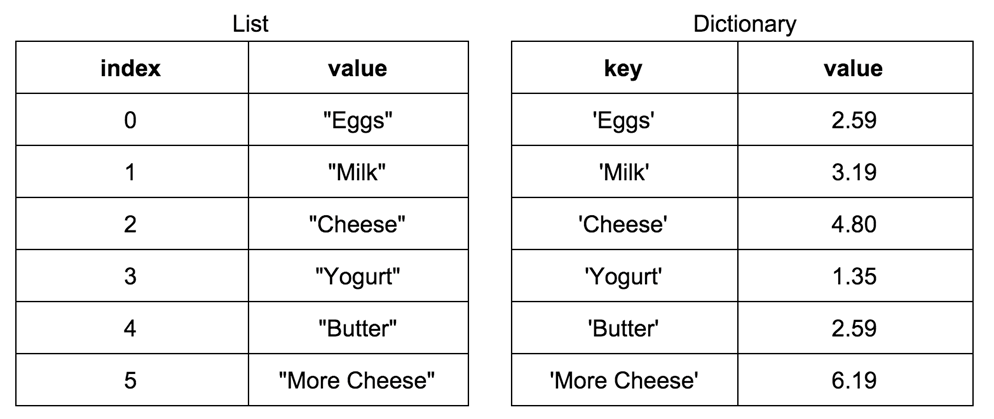 List
index value
0 "Eggs"
1 "Milk"
2 "Cheese"
3 "Yogurt"
4 "Butter"
5 "More Cheese"
Dictionary
key value
'Eggs' 2.59
'Milk' 3.19
'Cheese' 4.80
'Yogurt' 1.35
'Butter' 2.59
'More Cheese' 6.19